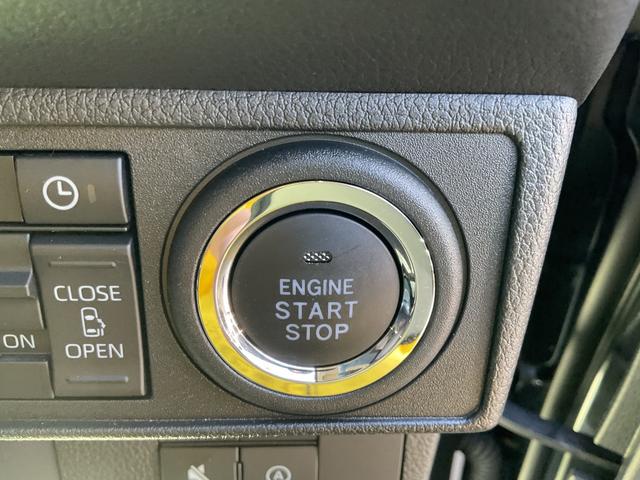 CLOSE
OPEN
ON
ENGINE
START
STOP
A